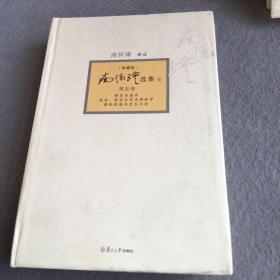 南怀瑾 著述
（典藏版）
南怀瑾选集
第五卷
禅宗与道家
道家、密宗与东方神秘学
静坐修道与长生不老
复旦大学出版社